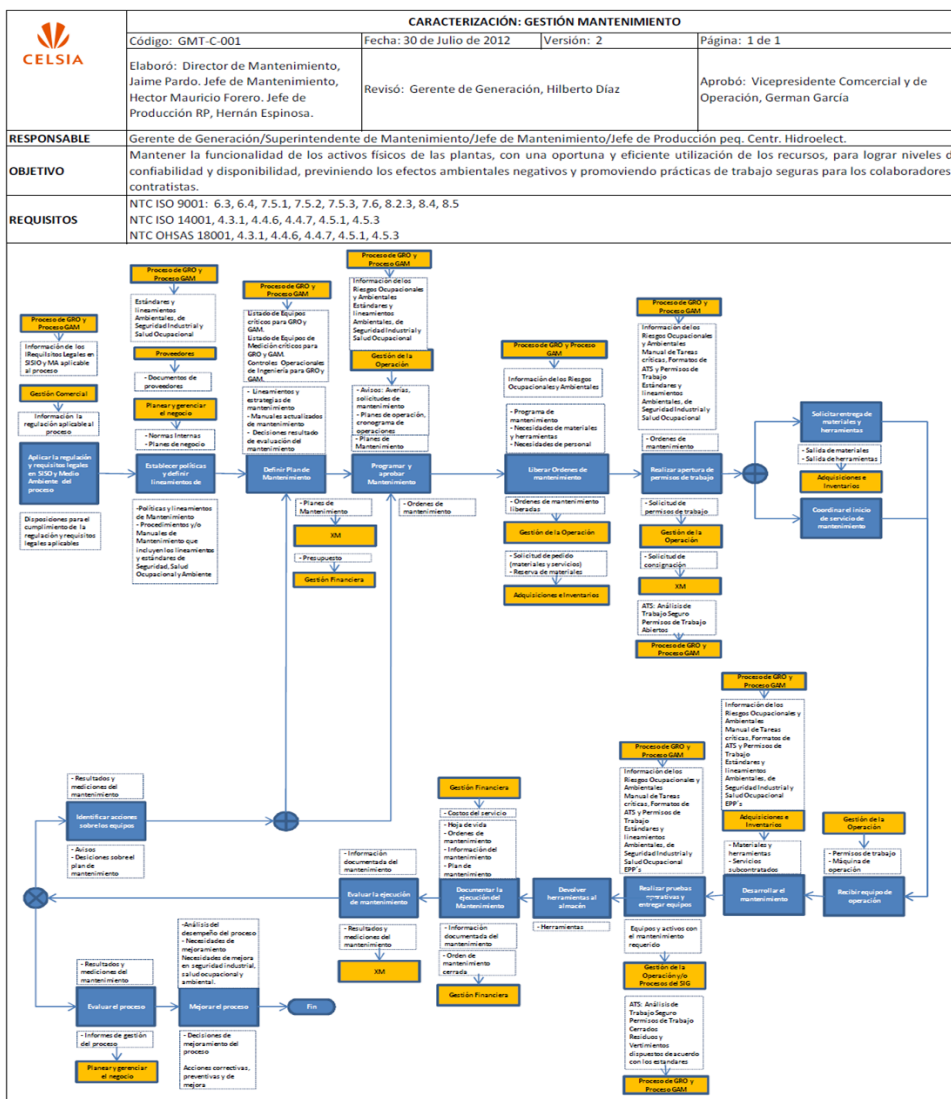 CELSIA
CARACTERIZACIÓN: GESTIÓN MANTENIMIENTO
Código: GMT-C-001
Fecha: 30 de Julio de 2012
Versión: 2
Página: 1 de 1
Elaboró: Director de Mantenimiento,
Jaime Pardo. Jefe de Mantenimiento,
Hector Mauricio Forero. Jefe de
Producción RP, Hernán Espinosa.
Revisó: Gerente de Generación, Hilberto Díaz
Aprobó: Vicepresidente Comcercial y de
Operación, German García
RESPONSABLE
Gerente de Generación/Superintendente de Mantenimiento/Jefe de Mantenimiento/Jefe de Producción peq. Centr. Hidroelect.
OBJETIVO
Mantener la funcionalidad de los activos físicos de las plantas, con una oportuna y eficiente utilización de los recursos, para lograr niveles d
confiabilidad y disponibilidad, previniendo los efectos ambientales negativos y promoviendo prácticas de trabajo seguras para los colaboradores
contratistas.
REQUISITOS
NTC ISO 9001: 6.3, 6.4, 7.5.1, 7.5.2, 7.5.3, 7.6, 8.2.3, 8.4, 8.5
NTC ISO 14001, 4.3.1, 4.4.6, 4.4.7, 4.5.1, 4.5.3
NTC OHSAS 18001, 4.3.1, 4.4.6, 4.4.7, 4.5.1, 4.5.3
Proceso de GRO y
Proceso GAM
Información de los
IRequisitos Legales en
SISIO y MA aplicable
al proceso
Gestión Comercial
Información la
regulación aplicable al
proceso
Aplicar la regulación
y requisitos legales
en SISO y Medio
Ambiente del
proceso
Disposiciones para el
cumplimiento de la
regulación y requisitos
legales aplicables
Proceso de GRO y
Proceso GAM
Estándares y
lineamientos
Ambientales, de
Seguridad Industrial y
Salud Ocupacional
Proveedores
- Documentos de
proveedores
Planear y gerenciar
el negocio
- Normas Internas
- Planes de negocio
Establecer políticas
y definir
lineamientos de
-Políticas y lineamientos
de Mantenimiento
- Procedimientos y/o
Manuales de
Mantenimiento que
incluyen los lineamientos
y estándares de
Seguridad, Salud
Ocupacional y Ambiente
Proceso de GRO y
Proceso GAM
Listado de Equipos
críticos para GRO y
GAM.
Listado de Equipos de
Medición críticos para
GRO y GAM.
Controles Operacionales
de Ingeniería para GRO y
GAM.
- Lineamientos y
estrategias de
mantenimiento
- Manuales actualizados
de mantenimiento
- Decisiones resultado
de evaluación del
mantenimiento
Definir Plan de
Mantenimiento
- Planes de
Mantenimiento
XM
- Presupuesto
Gestión Financiera
Proceso de GRO y
Proceso GAM
Información de los
Riesgos Ocupacionales
y Ambientales
Estándares y
lineamientos
Ambientales, de
Seguridad Industrial y
Salud Ocupacional
Gestión de la
Operación
- Avisos: Averías,
solicitudes de
mantenimiento
- Planes de operación,
cronograma de
operaciones
- Planes de
Mantenimiento
Programar y
aprobar
Mantenimiento
- Ordenes de
mantenimiento
Proceso de GRO y Proceso
GAM
Información de los Riesgos
Ocupacionales y Ambientales
- Programa de
mantenimiento
- Necesidades de materiales
y herramientas
- Necesidades de personal
Liberar Ordenes de
mantenimiento
- Ordenes de mantenimiento
liberadas
Gestión de la Operación
- Solicitud de pedido
(materiales y servicios)
- Reserva de materiales
Adquisiciones e Inventarios
Proceso de GRO y
Proceso GAM
Información de los
Riesgos Ocupacionales
y Ambientales
Manual de Tareas
críticas, Formatos de
ATS y Permisos de
Trabajo
Estándares y
lineamientos
Ambientales, de
Seguridad Industrial y
Salud Ocupacional
- Ordenes de
mantenimiento
Realizar apertura de
permisos de trabajo
- Solicitud de
permisos de trabajo
Gestión de la
Operación
- Solicitud de
consignación
XM
ATS: Análisis de
Trabajo Seguro
Permisos de Trabajo
Abiertos
Proceso de GRO y
Proceso GAM
Solicitar entrega de
materiales y
herramientas
- Salida de materiales
- Salida de herramientas
Adquisiciones e
Inventarios
Coordinar el inicio
de servicio de
mantenimiento
Gestión de la
Operación
- Permisos de trabajo
- Máquina de
operación
Recibir equipo de
operación
Proceso de GRO y
Proceso GAM
Información de los
Riesgos Ocupacionales y
Ambientales
Manual de Tareas
críticas, Formatos de
ATS y Permisos de
Trabajo
Estándares y
lineamientos
Ambientales, de
Seguridad Industrial y
Salud Ocupacional
EPP´s
Adquisiciones e
Inventarios
- Materiales y
herramientas
- Servicios
subcontratados
Desarrollar el
mantenimiento
Proceso de GRO y
Proceso GAM
Información de los
Riesgos Ocupacionales y
Ambientales
Manual de Tareas
críticas, Formatos de
ATS y Permisos de
Trabajo
Estándares y
lineamientos
Ambientales, de
Seguridad Industrial y
Salud Ocupacional
EPP´s
Realizar pruebas
operativas y
entregar equipos
Equipos y activos con
el mantenimiento
requerido
Gestión de la
Operación y/o
Procesos del SIG
ATS: Análisis de
Trabajo Seguro
Permisos de Trabajo
Cerrados
Residuos y
Vertimientos
dispuestos de acuerdo
con los estandares
Proceso de GRO y
Proceso GAM
Devolver
herramientas al
almacén
- Herramientas
Gestión Financiera
- Costos del servicio
- Hoja de vida
- Ordenes de
mantenimiento
- Información del
mantenimiento
- Plan de
mantenimiento
Documentar la
ejecución del
Mantenimiento
- Información
documentada del
mantenimiento
- Orden de
mantenimiento
cerrada
Gestión Financiera
- Información
documentada del
mantenimiento
Evaluar la ejecución
de mantenimiento
- Resultados y
mediciones del
mantenimiento
XM
- Resultados y
mediciones del
mantenimiento
Identificar acciones
sobre los equipos
- Avisos
- Desiciones sobre el
plan de
mantenimiento
- Resultados y
mediciones del
mantenimiento
Evaluar el proceso
- Informes de gestión
del proceso
Planear y gerenciar
el negocio
-Análisis del
desempeño del proceso
- Necesidades de
mejoramiento
Necesidades de mejora
en seguridad industrial,
salud ocupacional y
ambiental.
Mejorar el proceso
- Decisiones de
mejoramiento del
proceso
Acciones correctivas,
preventivas y de
mejora
Fin